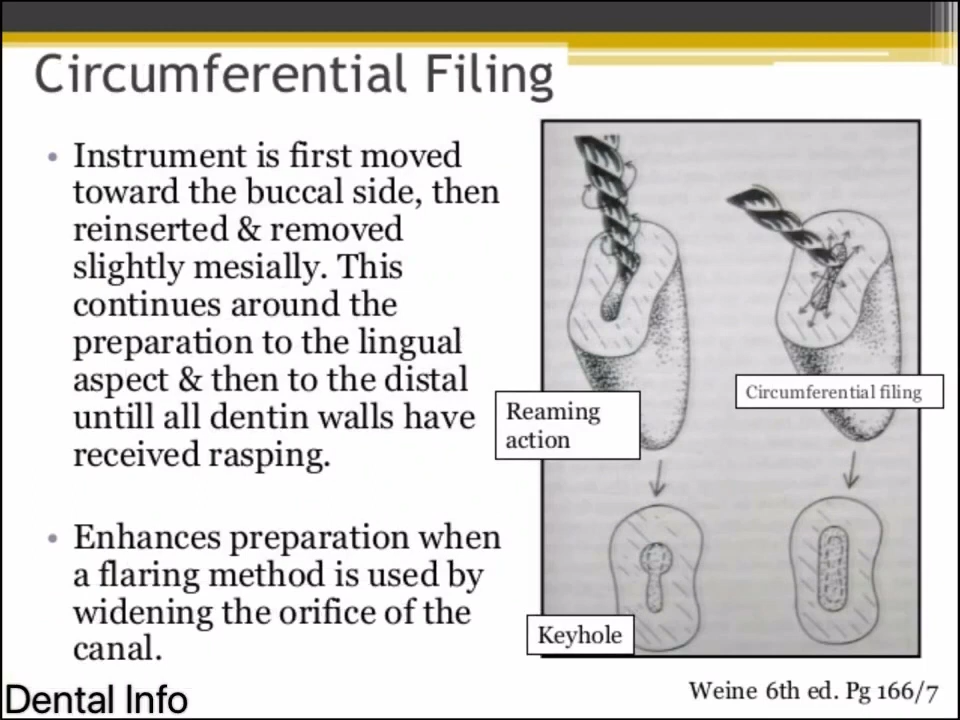 Circumferential Filing
• Instrument is first moved
toward the buccal side, then
reinserted & removed
slightly mesially. This
continues around the
preparation to the lingual
aspect & then to the distal
untill all dentin walls have
received rasping.
• Enhances preparation when
a flaring method is used by
widening the orifice of the
canal.
Reaming
action
Circumferential filing
Keyhole
Weine 6th ed. Pg 166/7
Dental Info